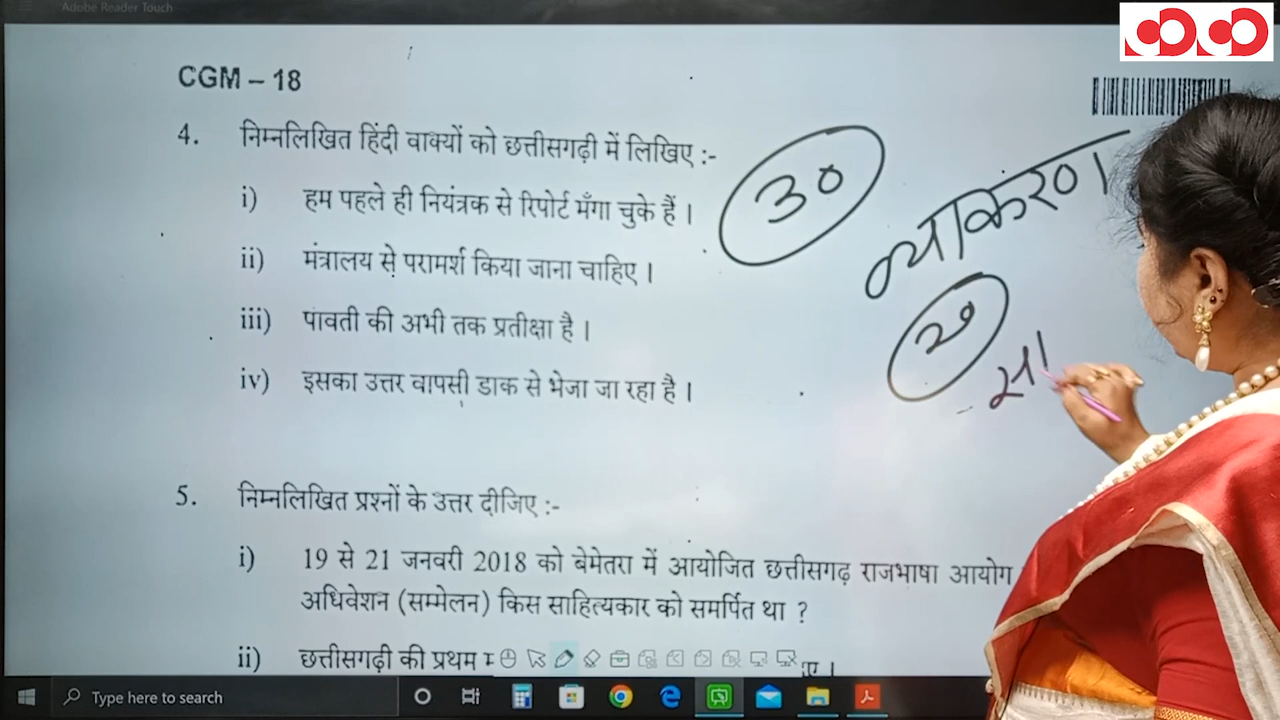 Adobe Reader Touch
CGM – 18
4. निम्नलिखित हिंदी वाक्यों को छत्तीसगढ़ी में लिखिए :-
i) हम पहले ही नियंत्रक से रिपोर्ट मँगा चुके हैं ।
ii) मंत्रालय से परामर्श किया जाना चाहिए ।
iii) पावती की अभी तक प्रतीक्षा है ।
iv) इसका उत्तर वापसी डाक से भेजा जा रहा है ।
30
व्याकरण
20
सा
5. निम्नलिखित प्रश्नों के उत्तर दीजिए :-
i) 19 से 21 जनवरी 2018 को बेमेतरा में आयोजित छत्तीसगढ़ राजभाषा आयोग
अधिवेशन (सम्मेलन) किस साहित्यकार को समर्पित था ?
ii) छत्तीसगढ़ी की प्रथम
Type here to search